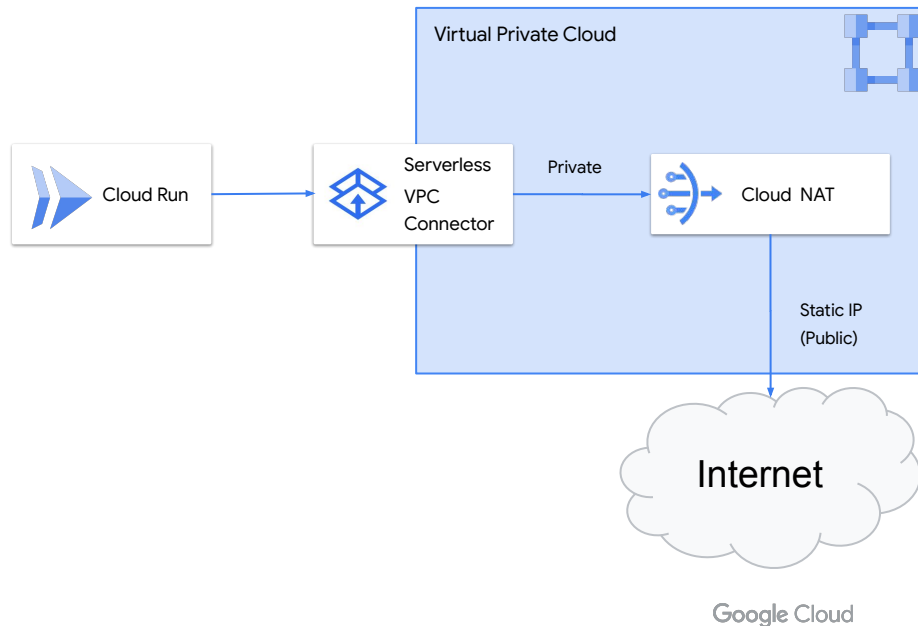 Virtual Private Cloud
Cloud Run
Serverless
VPC
Connector
Private
Cloud NAT
Static IP
(Public)
Internet
Google Cloud